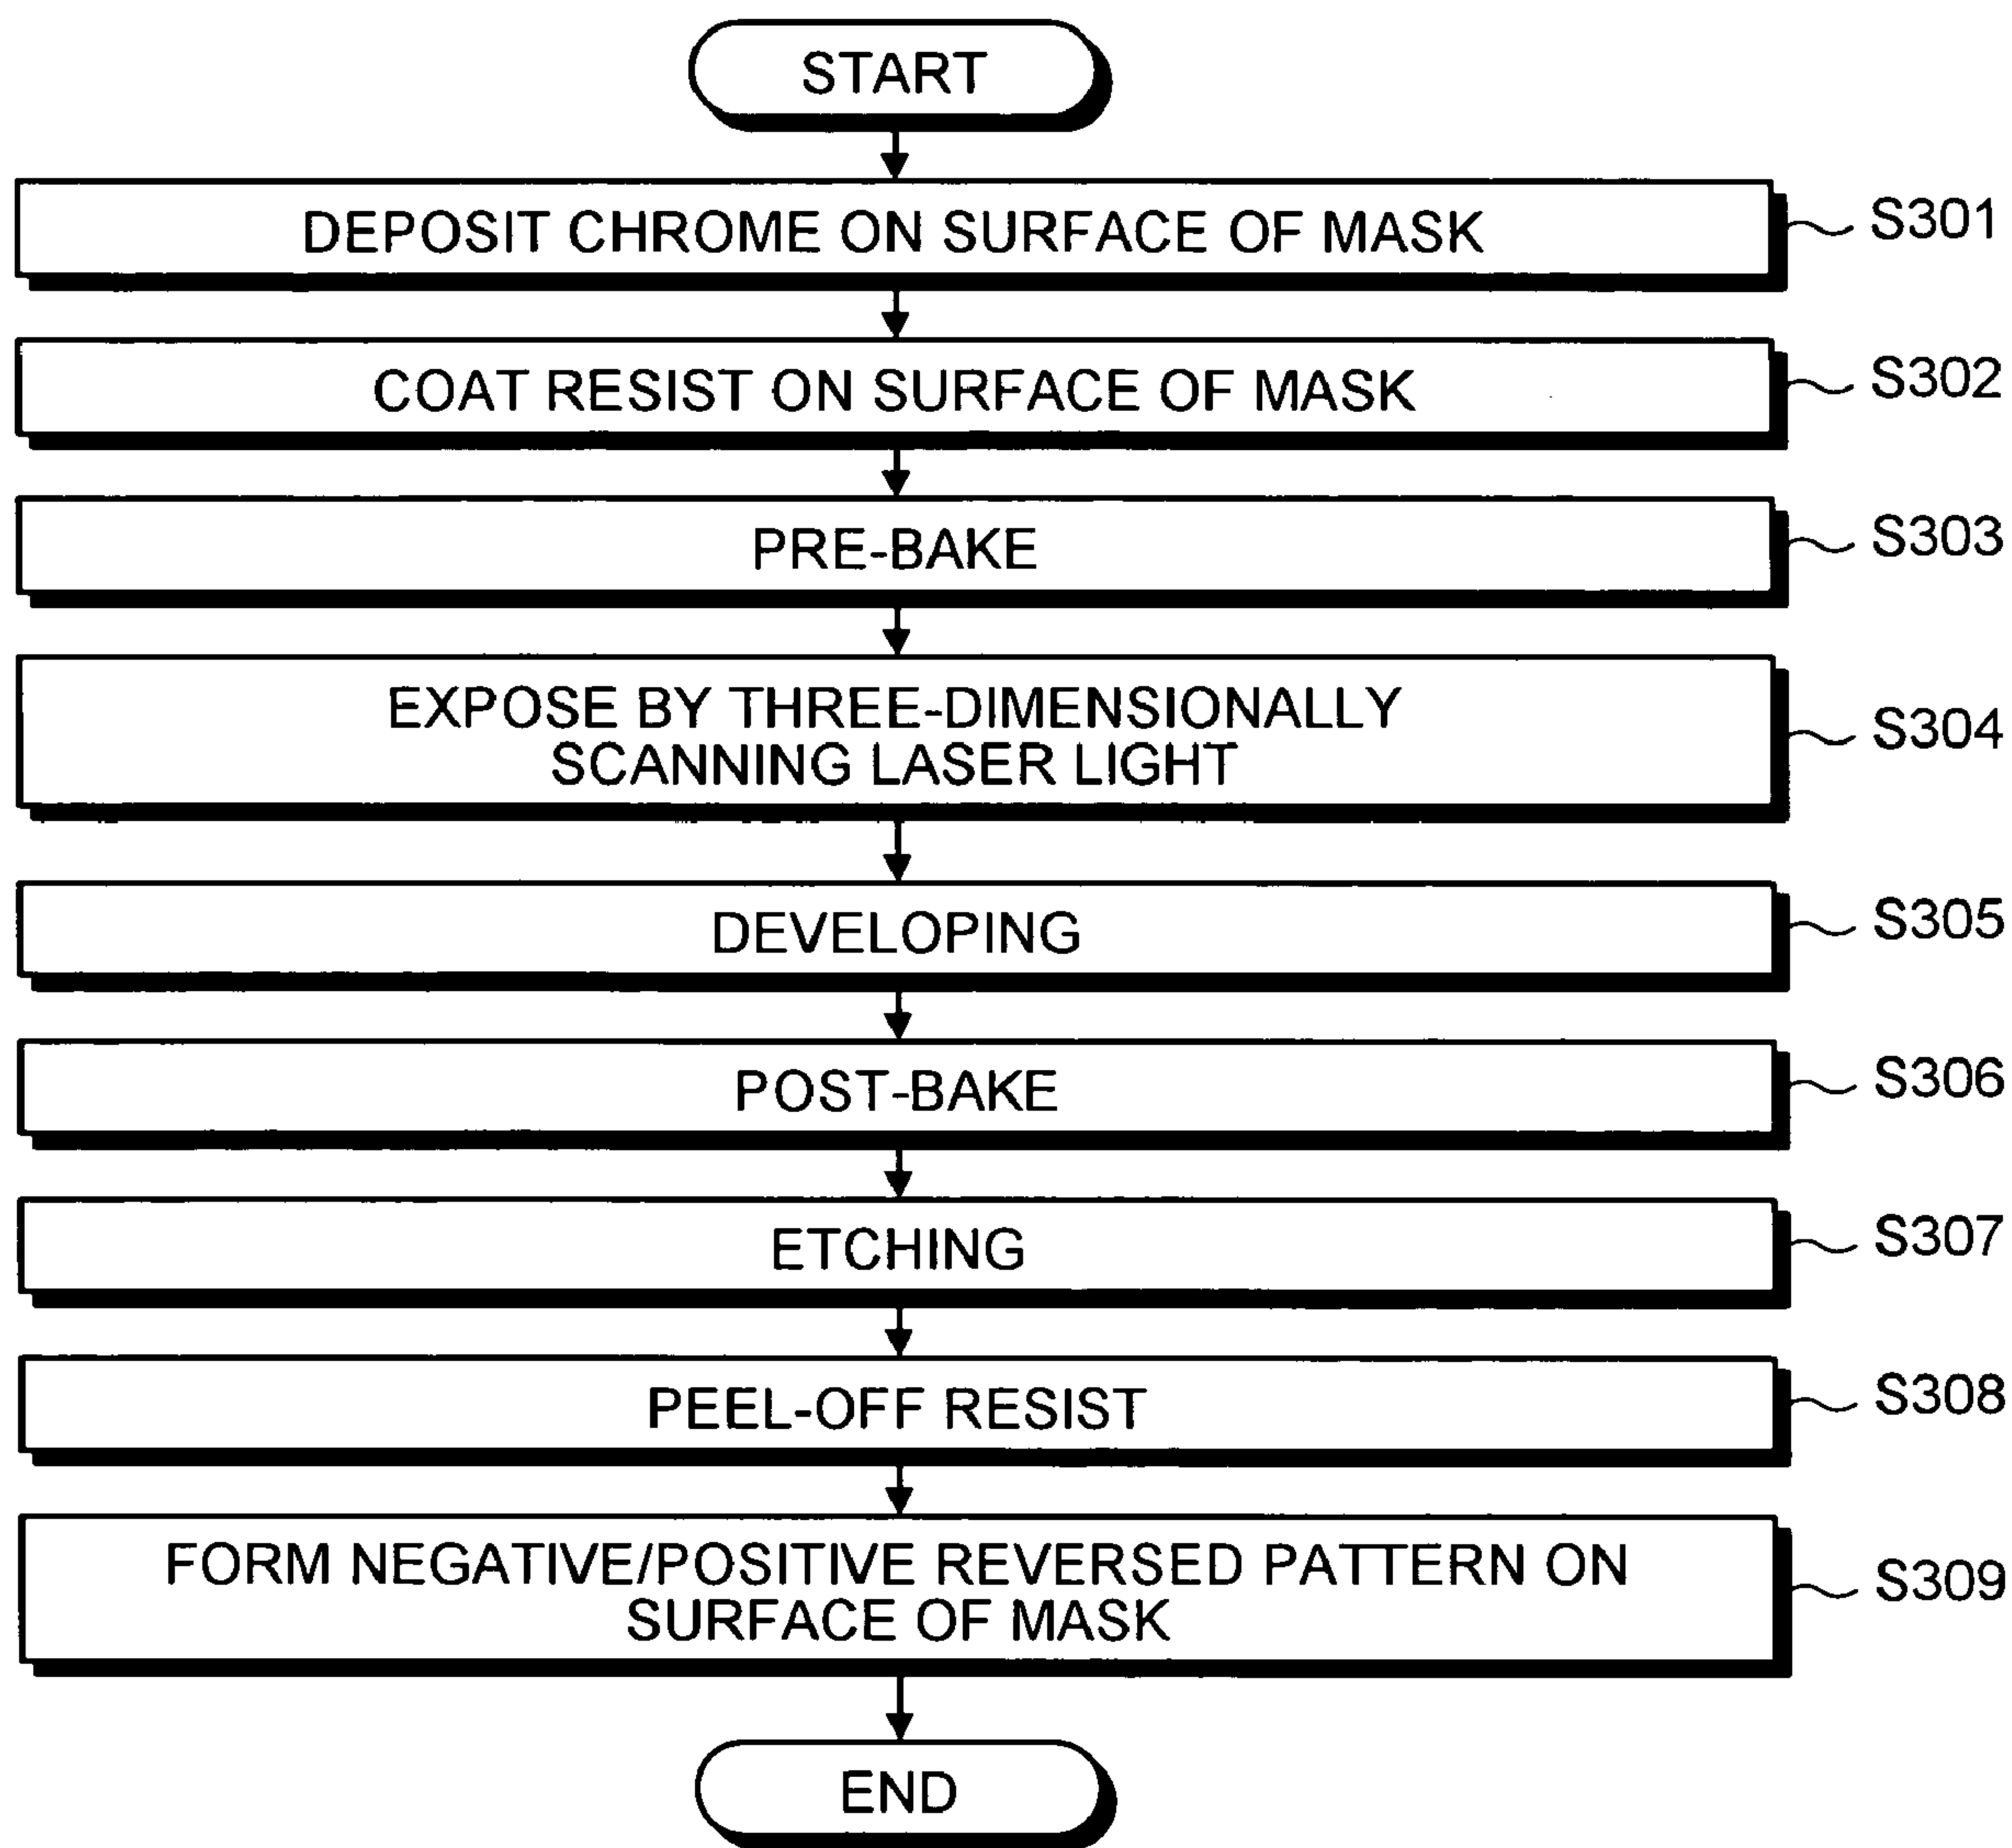 START
DEPOSIT CHROME ON SURFACE OF MASK
S301
COAT RESIST ON SURFACE OF MASK
S302
PRE-BAKE
S303
EXPOSE BY THREE-DIMENSIONALLY
SCANNING LASER LIGHT
S304
DEVELOPING
S305
POST-BAKE
S306
ETCHING
S307
PEEL-OFF RESIST
S308
FORM NEGATIVE/POSITIVE REVERSED PATTERN ON
SURFACE OF MASK
S309
END